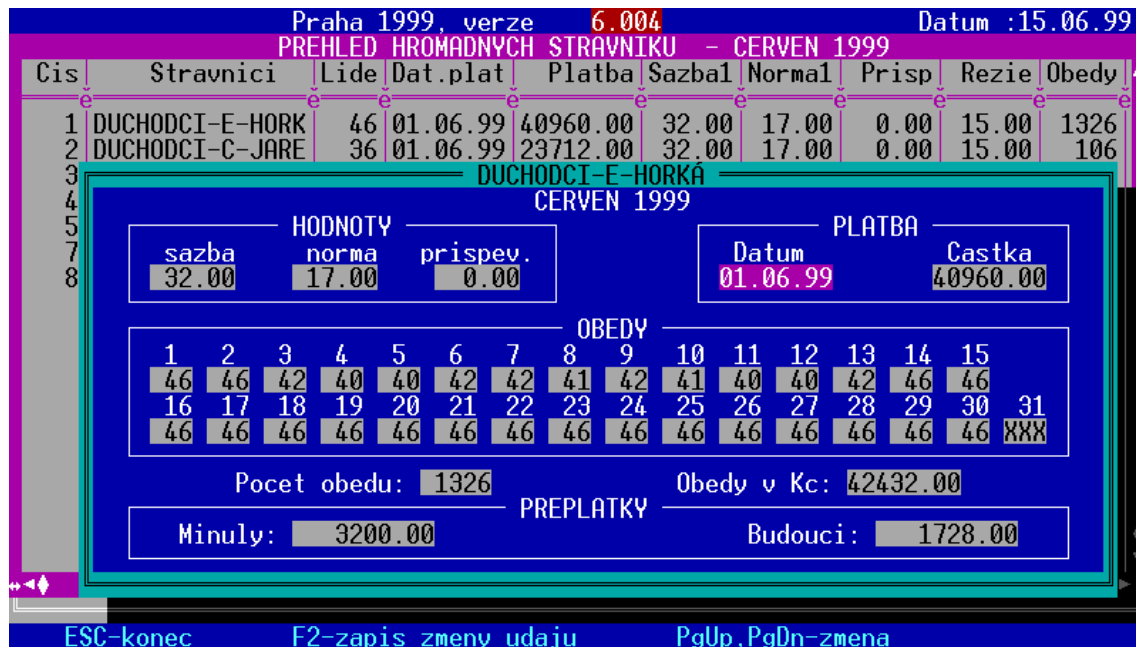 Praha 1999, verze 6.004 Datum :15.06.99
PREHLED HROMADNYCH STRAVNIKU - CERVEN 1999
Cis Stravnici Lide Dat.plat Platba Sazba1 Norma1 Prisp Rezie Obedy
ě ě ě ě ě ě ě ě ě ě
1 DUCHODCI-E-HORK 46 01.06.99 40960.00 32.00 17.00 0.00 15.00 1326
2 DUCHODCI-C-JARE 36 01.06.99 23712.00 32.00 17.00 0.00 15.00 106
3 DUCHODCI-E-HORKÁ
4 CERVEN 1999
5 HODNOTY PLATBA
7 sazba norma prispev. Datum Castka
8 32.00 17.00 0.00 01.06.99 40960.00
OBEDY
1 2 3 4 5 6 7 8 9 10 11 12 13 14 15
46 46 42 40 40 42 42 41 42 41 40 40 42 46 46
16 17 18 19 20 21 22 23 24 25 26 27 28 29 30 31
46 46 46 46 46 46 46 46 46 46 46 46 46 46 46 XXX
Pocet obedu: 1326 Obedy v Kc: 42432.00
PREPLATKY
Minuly: 3200.00 Budouci: 1728.00
ESC-konec F2-zapis zmeny udaju PgUp,PgDn-zmena